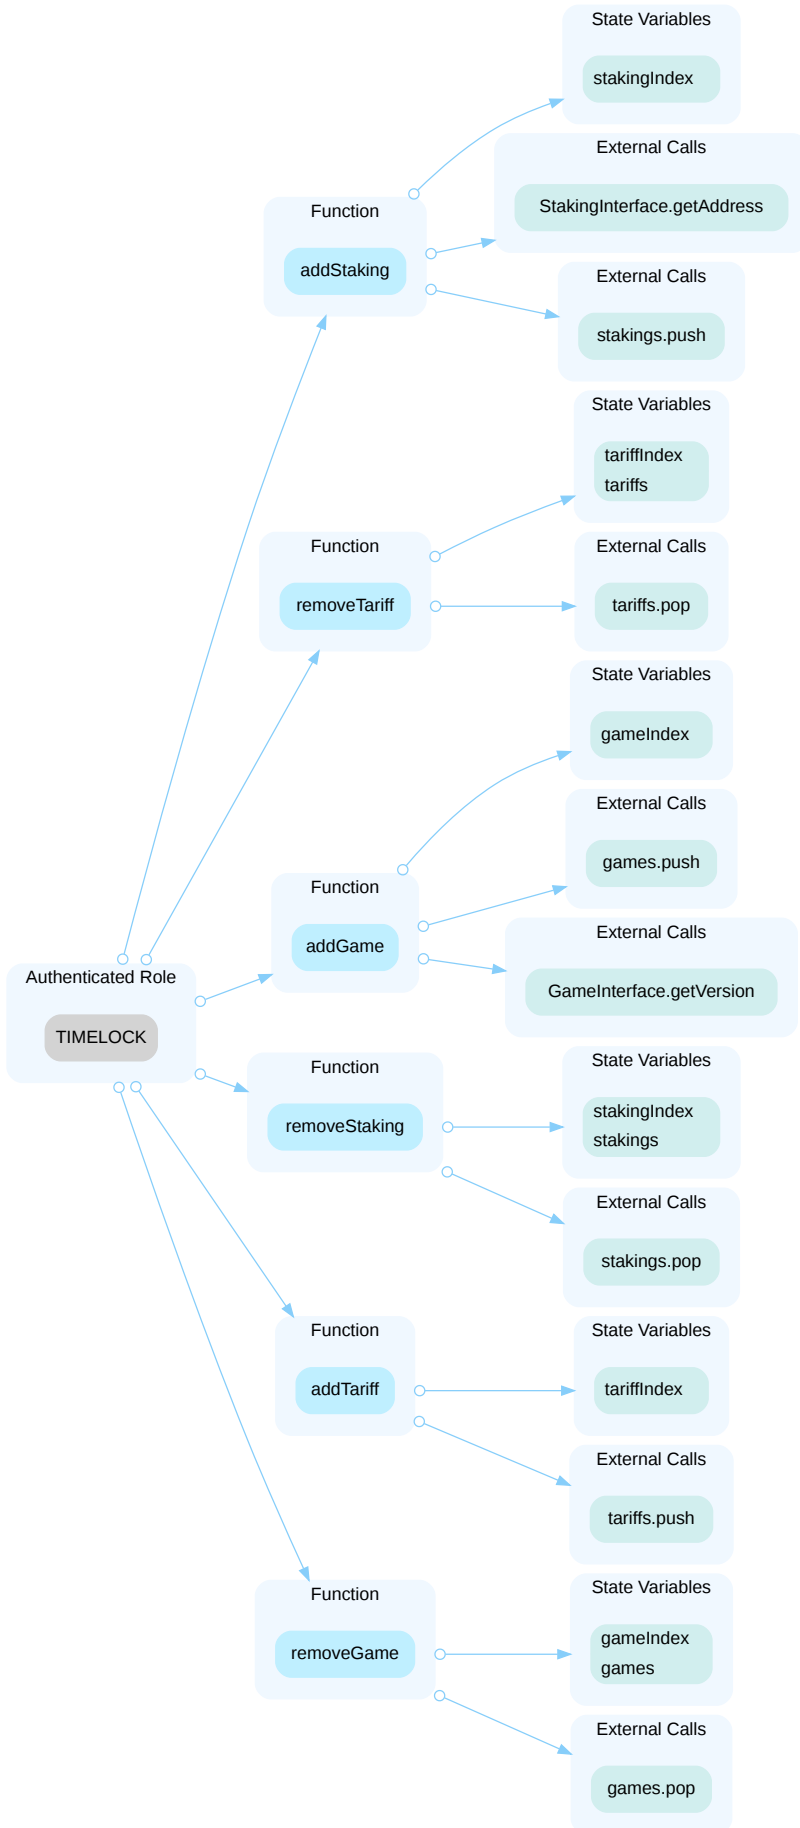 State Variables
stakingIndex
External Calls
StakingInterface.getAddress
Function
addStaking
External Calls
stakings.push
State Variables
tariffIndex
tariffs
Function
removeTariff
External Calls
tariffs.pop
State Variables
gameIndex
External Calls
games.push
Function
addGame
External Calls
GameInterface.getVersion
Authenticated Role
TIMELOCK
Function
removeStaking
State Variables
stakingIndex
stakings
External Calls
stakings.pop
Function
addTariff
State Variables
tariffIndex
External Calls
tariffs.push
Function
removeGame
State Variables
gameIndex
games
External Calls
games.pop